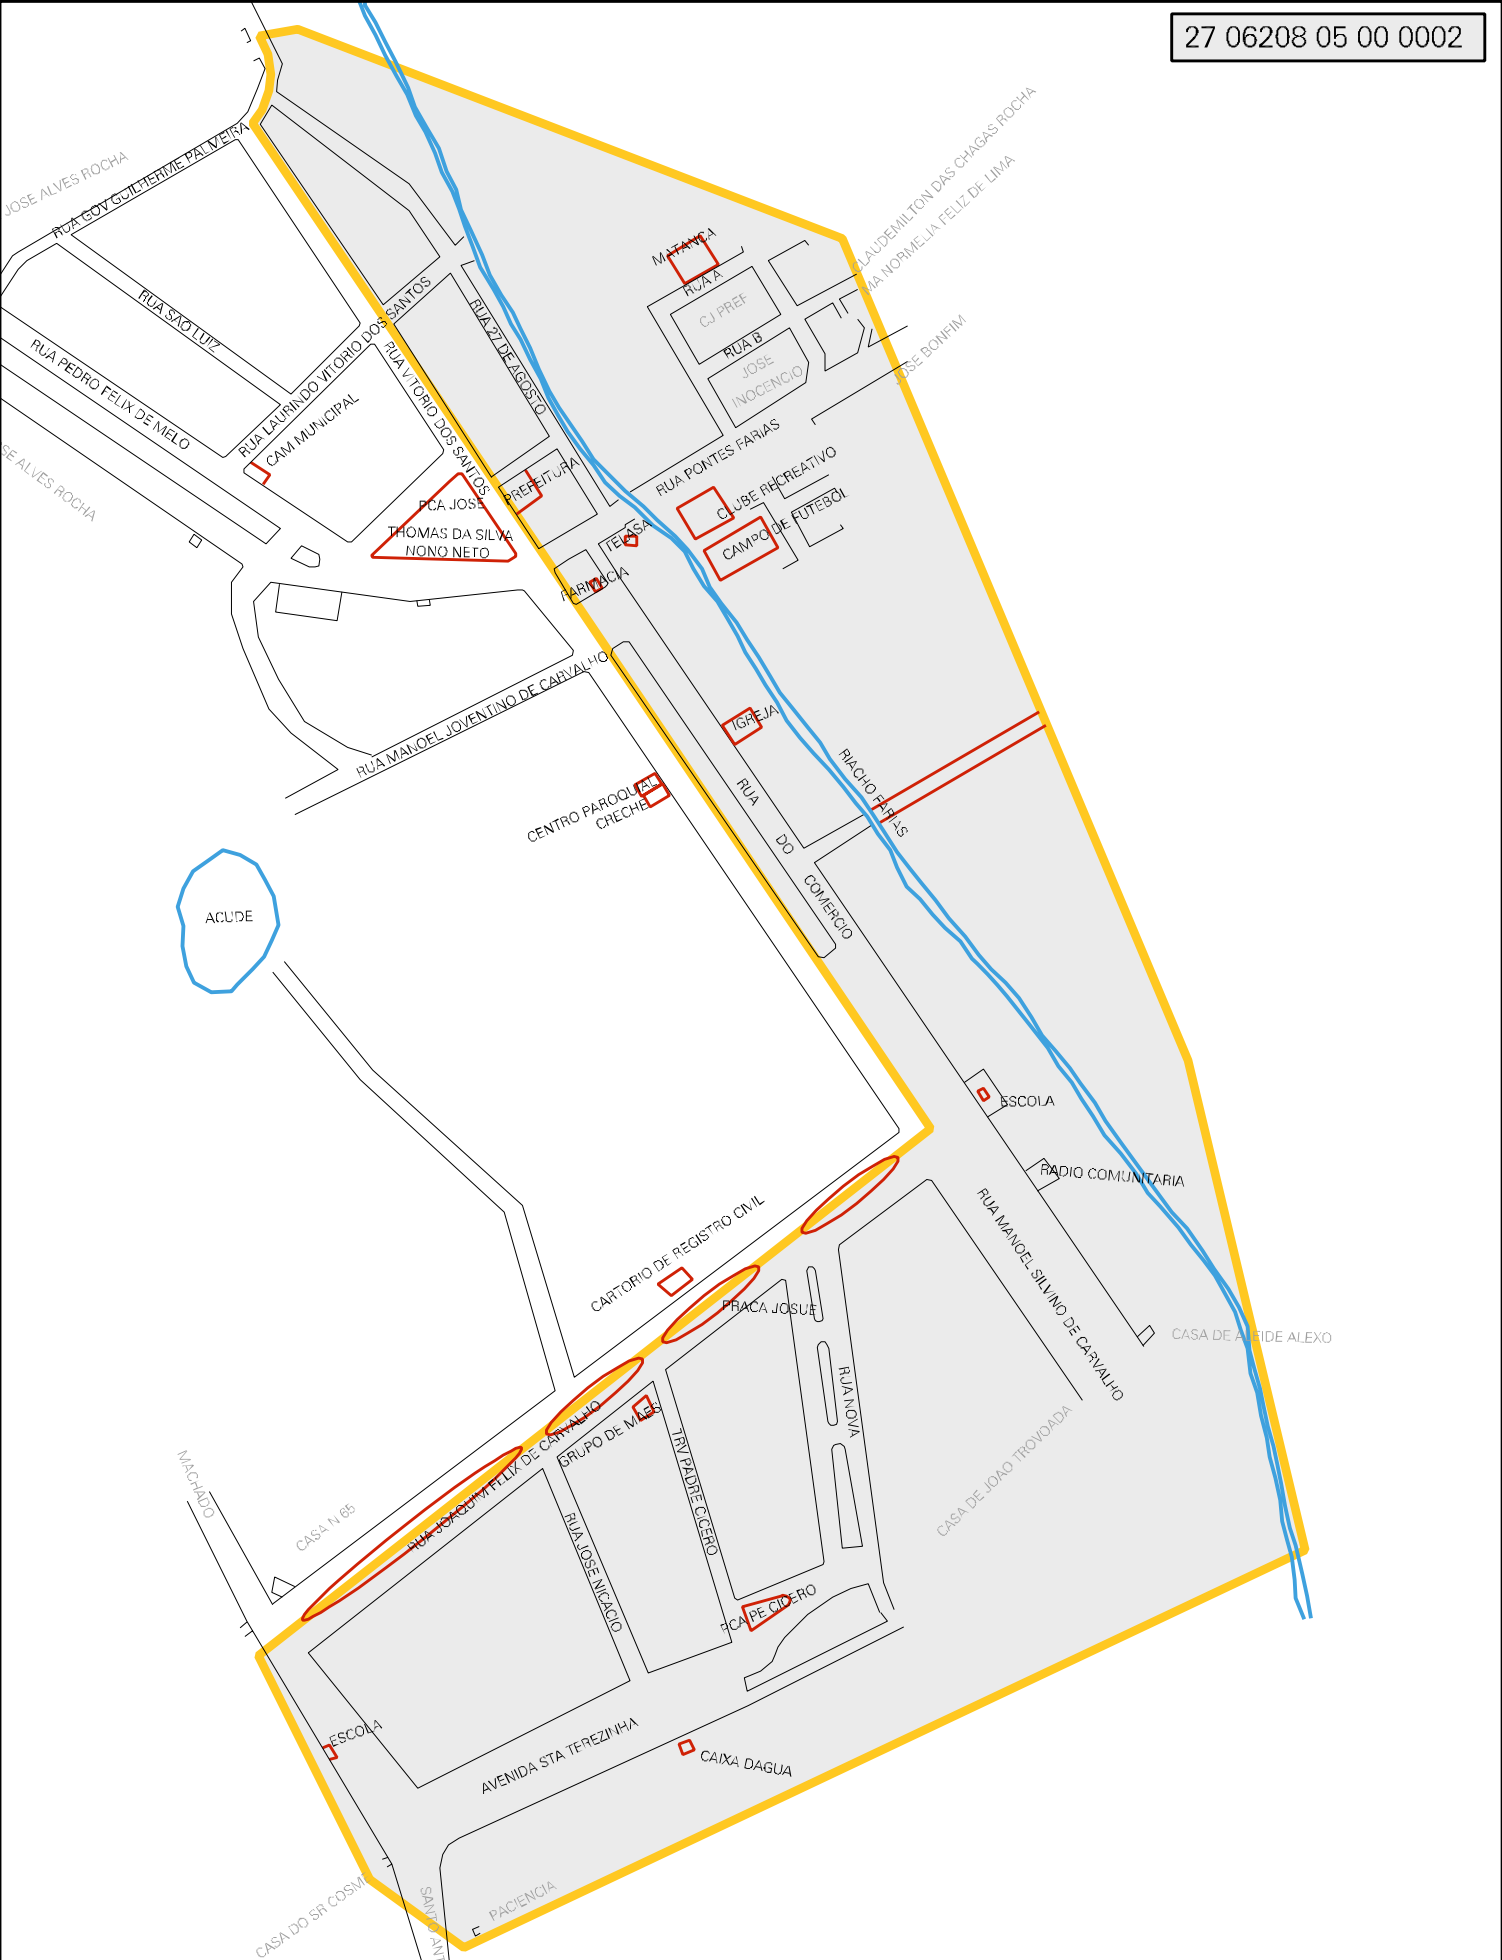 27 06208 05 00 0002
CLAUDEMILTON DAS CHAGAS ROCHA
MA NORMELIA FELIZ DE LIMA
JOSE ALVES ROCHA
RUA GOV GUILHERME PALMEIRA
MATANCA
RUA A
CJ PREF
RUA B
JOSE
INOCENCIO
JOSE BONFIM
RUA SAO LUIZ
RUA PEDRO FELIX DE MELO
RUA LAURINDO VITORIO DOS SANTOS
RUA 27 DE AGOSTO
RUA VITORIO DOS SANTOS
CAM MUNICIPAL
ALVES ROCHA
RUA PONTES FARIAS
CLUBE RECREATIVO
CAMPO DE FUTEBOL
PREFEITURA
PCA JOSE
THOMAS DA SILVA
NONO NETO
TELASA
FARMACIA
RUA MANOEL JOVENTINO DE CARVALHO
IGREJA
RIACHO FARIAS
CENTRO PAROQUIAL
CRECHE
RUA
DO
COMERCIO
ACUDE
ESCOLA
RADIO COMUNITARIA
RUA MANOEL SILVINO DE CARVALHO
CARTORIO DE REGISTRO CIVIL
PRACA JOSUE
CASA DE ALEIDE ALEXO
RUA NOVA
RUA JOAQUIM FELIX DE CARVALHO
GRUPO DE MAES
TRV PADRE CICERO
CASA DE JOAO TROVOADA
MACHADO
CASA N 65
RUA JOSE NICACIO
PCA PE CICERO
ESCOLA
AVENIDA STA TEREZINHA
CAIXA DAGUA
CASA DO SR COSME
SANTO ANT
PACIENCIA